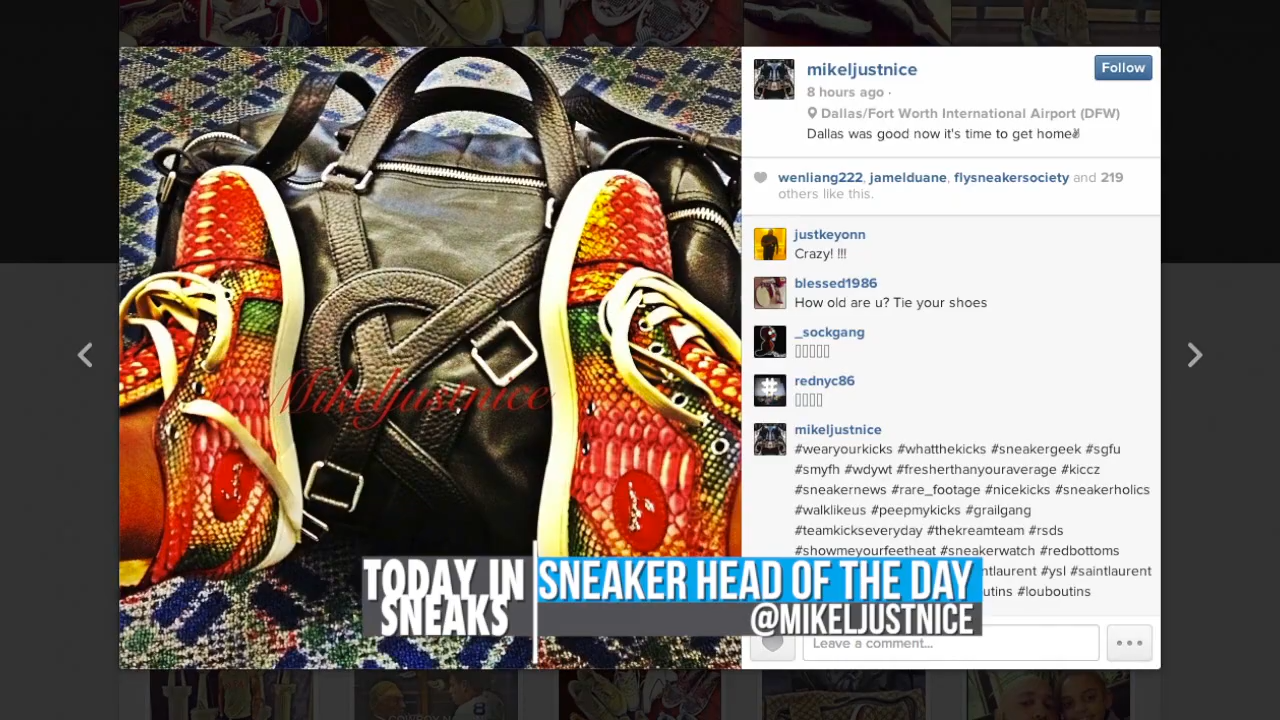 mikeljustnice
Follow
8 hours ago ·
Dallas/Fort Worth International Airport (DFW)
Dallas was good now it's time to get home
wenliang222, jamelduane, flysneakersociety and 219
others like this.
justkeyonn
Crazy! !!!
blessed1986
How old are u? Tie your shoes
_sockgang
rednyc86
mikeljustnice
#wearyourkicks #whatthekicks #sneakergeek #sgfu
#smyfh #wdywt #fresherthanyouraverage #kiccz
#sneakernews #rare_footage #nicekicks #sneakerholics
#walklikeus #peepmykicks #grailgang
#teamkickseveryday #thekreamteam #rsds
#showmeyourfeetheat #sneakerwatch #redbottoms
ntlaurent #ysl #saintlaurent
utins #louboutins
Leave a comment...
Mikeljustnice
TODAY IN
SNEAKS
SNEAKER HEAD OF THE DAY
@MIKELJUSTNICE
8